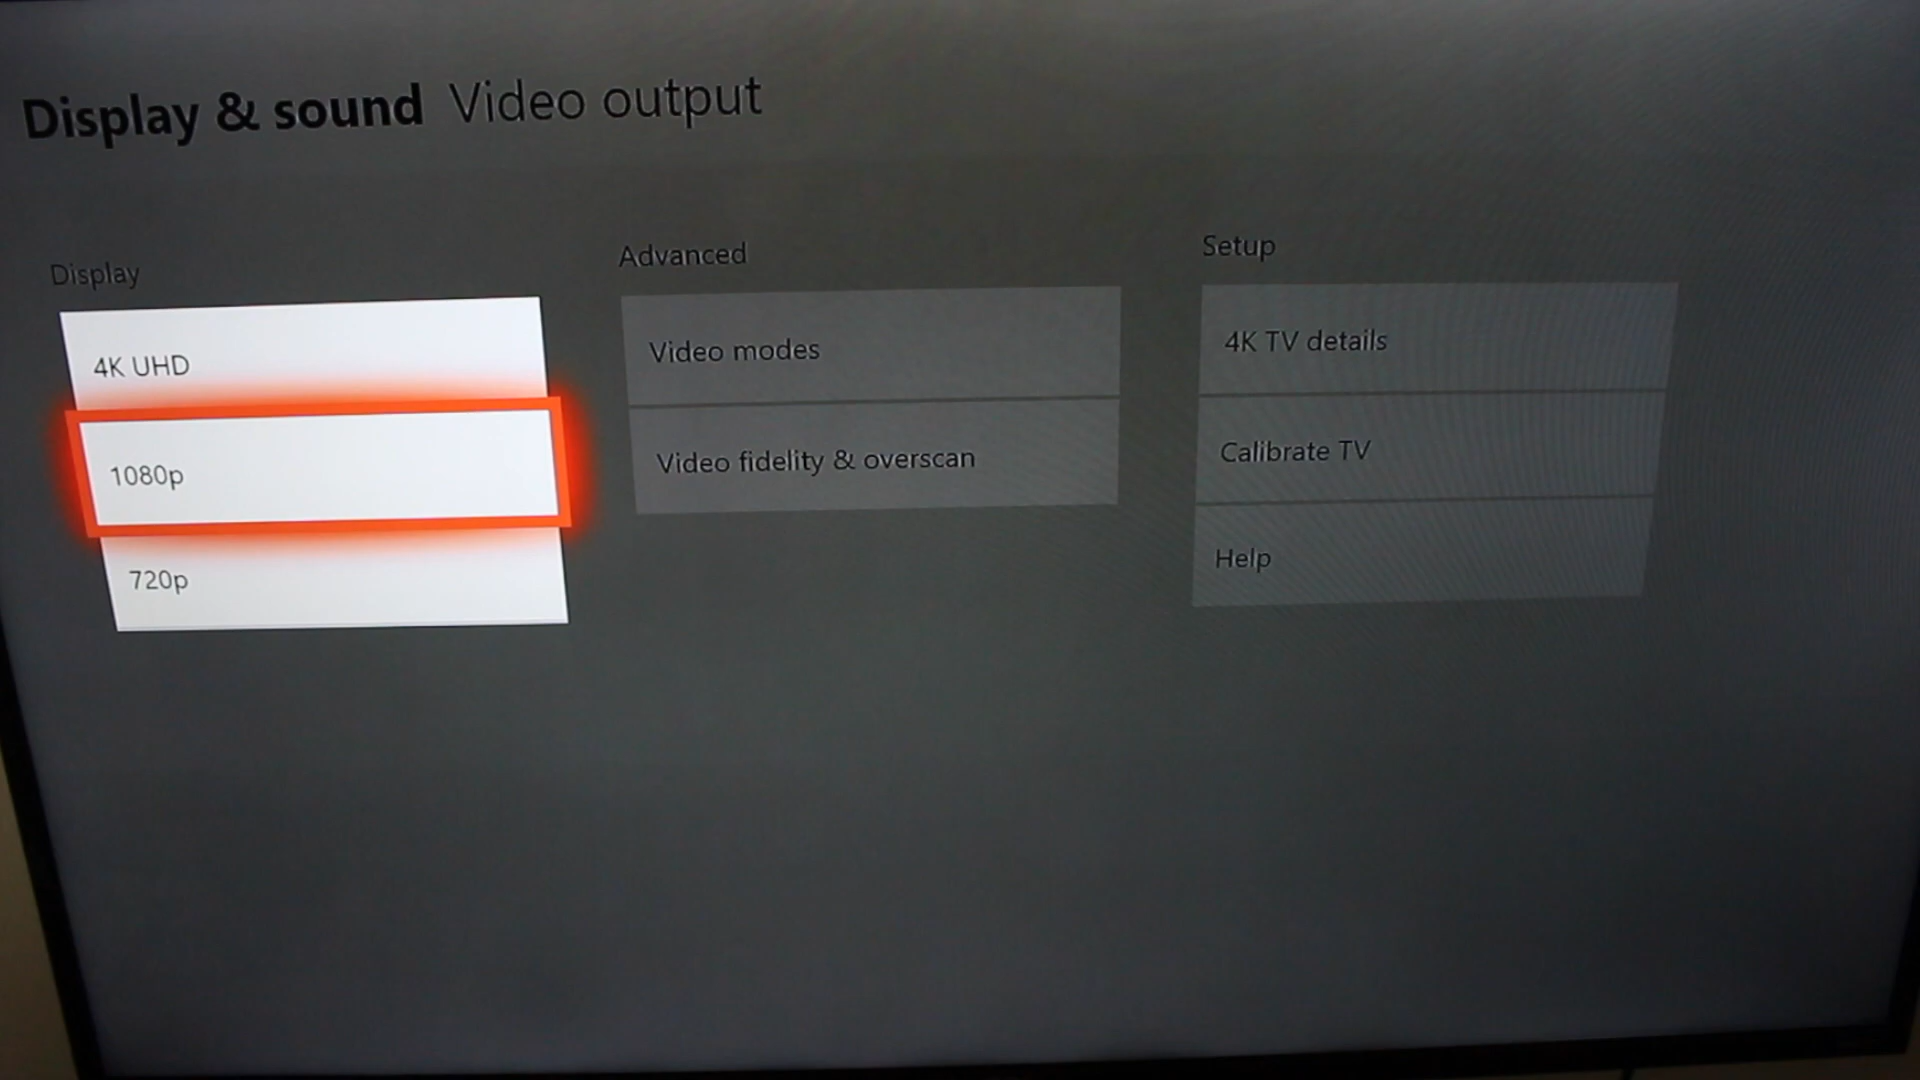 Display & sound Video output
Display
4K UHD
1080p
720p
Advanced
Video modes
Video fidelity & overscan
Setup
4K TV details
Calibrate TV
Help